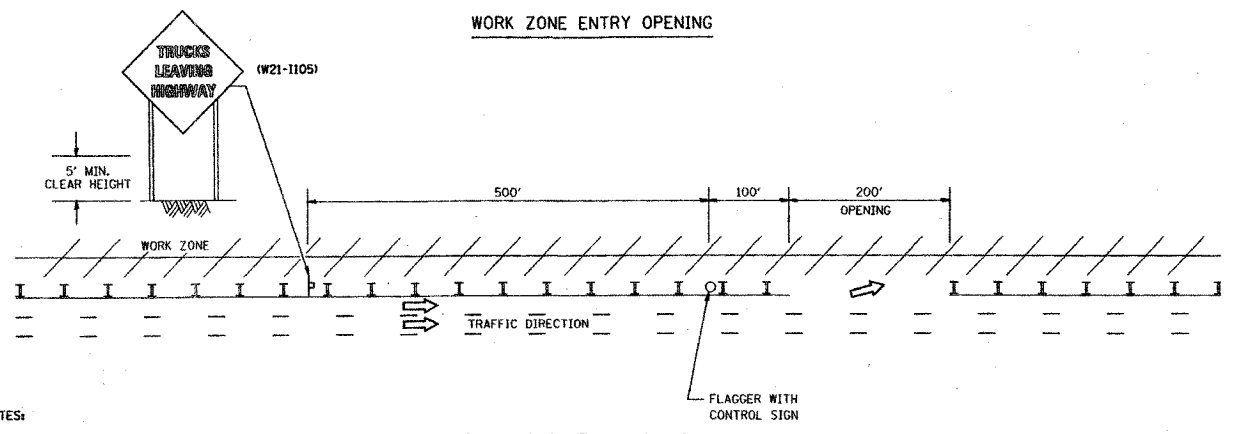 WORK ZONE ENTRY OPENING
TRUCKS
LEAVING
HIGHWAY
(W21-I105)
5' MIN.
CLEAR HEIGHT
500'
100'
200'
OPENING
WORK ZONE
TRAFFIC DIRECTION
FLAGGER WITH
CONTROL SIGN
TES: